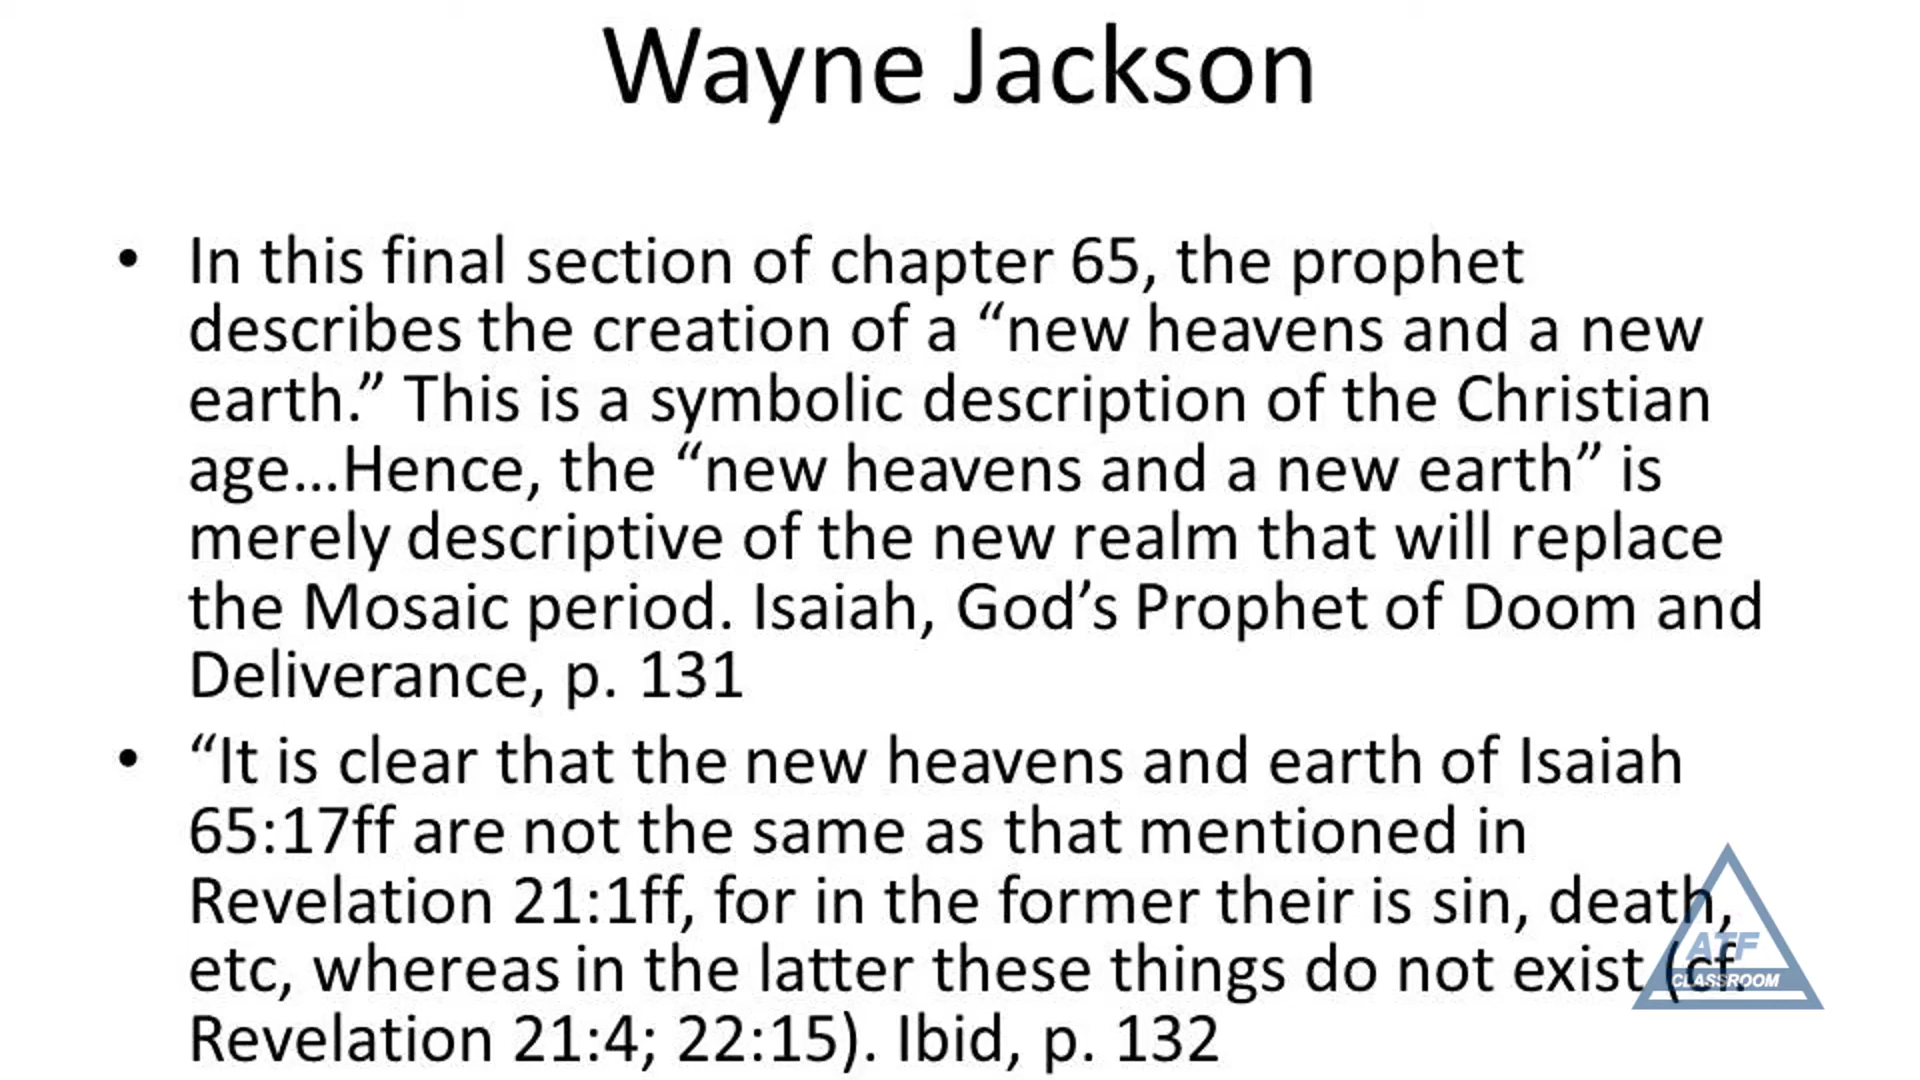 Wayne Jackson
• In this final section of chapter 65, the prophet
describes the creation of a “new heavens and a new
earth.” This is a symbolic description of the Christian
age…Hence, the “new heavens and a new earth” is
merely descriptive of the new realm that will replace
the Mosaic period. Isaiah, God’s Prophet of Doom and
Deliverance, p. 131
• “It is clear that the new heavens and earth of Isaiah
65:17ff are not the same as that mentioned in
Revelation 21:1ff, for in the former their is sin, death,
etc, whereas in the latter these things do not exist (cf.
Revelation 21:4; 22:15). Ibid, p. 132
ATF
CLASSROOM